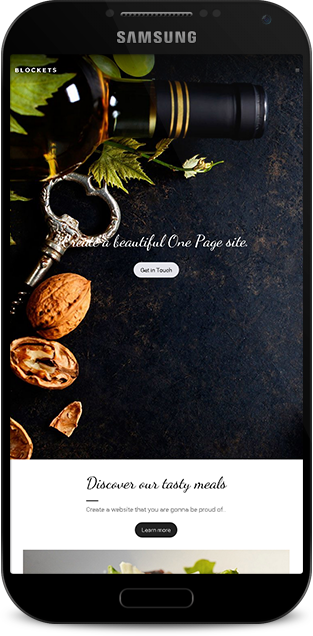 SAMSUNG
BLOCKETS
Create a beautiful One Page site.
Get in Touch
Discover our tasty meals
Create a website that you are gonna be proud of.
Learn more